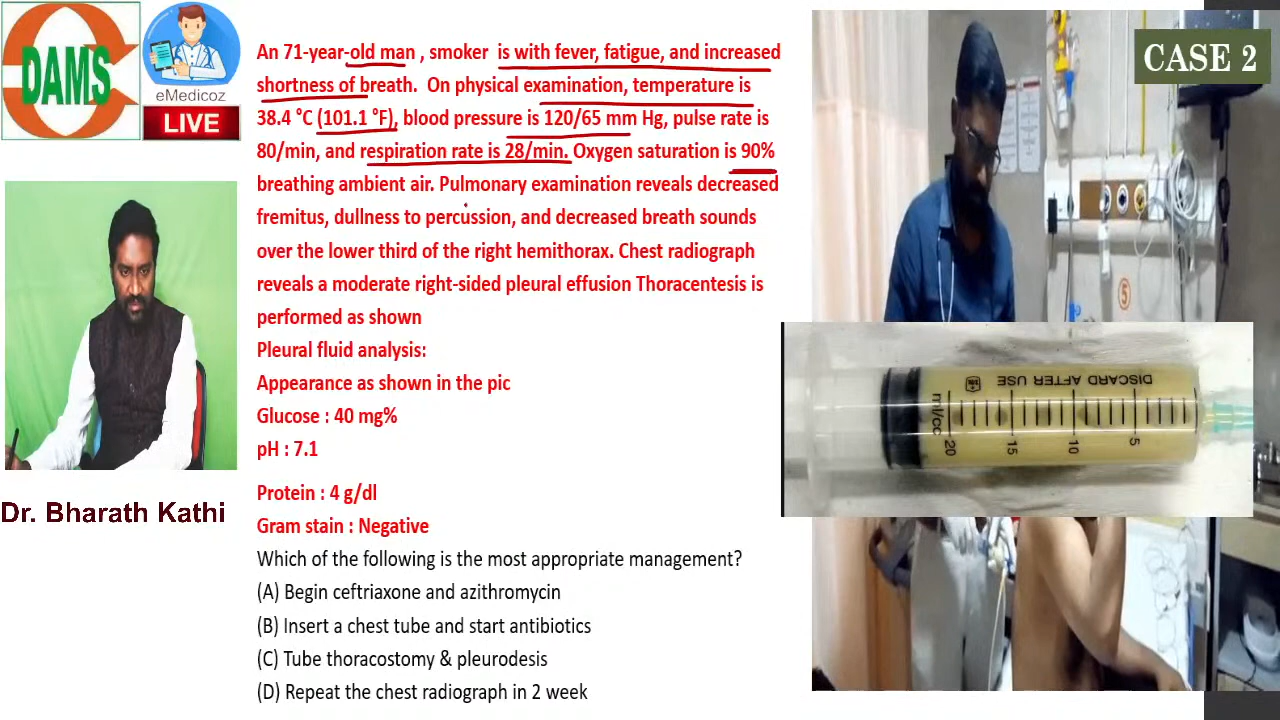 DAMS
eMedicoz
LIVE
Dr. Bharath Kathi
An 71-year-old man , smoker is with fever, fatigue, and increased
shortness of breath. On physical examination, temperature is
38.4 °C (101.1 °F), blood pressure is 120/65 mm Hg, pulse rate is
80/min, and respiration rate is 28/min. Oxygen saturation is 90%
breathing ambient air. Pulmonary examination reveals decreased
fremitus, dullness to percussion, and decreased breath sounds
over the lower third of the right hemithorax. Chest radiograph
reveals a moderate right-sided pleural effusion Thoracentesis is
performed as shown
Pleural fluid analysis:
Appearance as shown in the pic
Glucose : 40 mg%
pH : 7.1
Protein : 4 g/dl
Gram stain : Negative
Which of the following is the most appropriate management?
(A) Begin ceftriaxone and azithromycin
(B) Insert a chest tube and start antibiotics
(C) Tube thoracostomy & pleurodesis
(D) Repeat the chest radiograph in 2 week
CASE 2
5
DISCARD AFTER USE
ml/cc 20 15 10 5